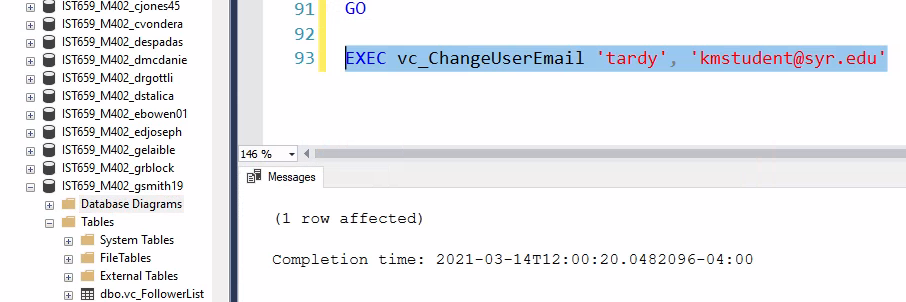 IST659_M402_cjones45
IST659_M402_cvondera
IST659_M402_despadas
IST659_M402_dmcdanie
IST659_M402_drgottli
IST659_M402_dstalica
IST659_M402_ebowen01
IST659_M402_edjoseph
IST659_M402_gelaible
IST659_M402_grblock
IST659_M402_gsmith19
Database Diagrams
Tables
System Tables
FileTables
External Tables
dbo.vc_FollowerList
91 GO
92
93 EXEC vc_ChangeUserEmail 'tardy', 'kmstudent@syr.edu'
146 %
Messages
(1 row affected)
Completion time: 2021-03-14T12:00:20.0482096-04:00